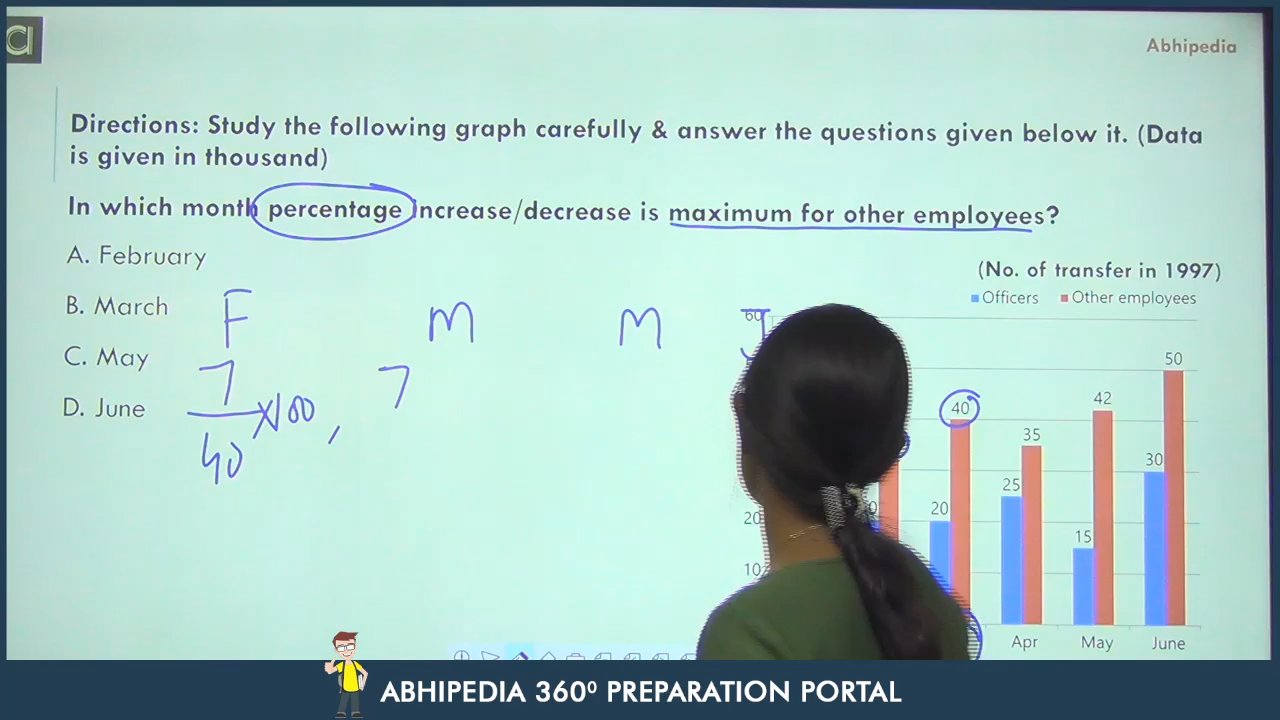 a
Abhipedia
Directions: Study the following graph carefully & answer the questions given below it. (Data
is given in thousand)
In which month percentage increase/decrease is maximum for other employees?
A. February
B. March
C. May
D. June
F M M J
7
40
×100 ,
7
(No. of transfer in 1997)
Officers Other employees
60
50
40
42
35
30
25
20
20
15
10
Apr May June
ABHIPEDIA 360⁰ PREPARATION PORTAL